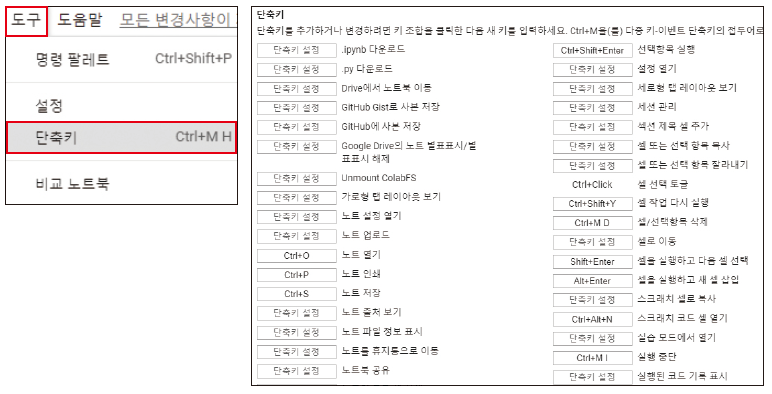 도구 도움말 모든 변경사항이
명령 팔레트 Ctrl+Shift+P
설정
단축키 Ctrl+M H
비교 노트북
단축키
단축키를 추가하거나 변경하려면 키 조합을 클릭한 다음 새 키를 입력하세요. Ctrl+M을(를) 다중 키-이벤트 단축키의 접두어로
단축키 설정 .ipynb 다운로드
단축키 설정 .py 다운로드
단축키 설정 Drive에서 노트북 이동
단축키 설정 GitHub Gist로 사본 저장
단축키 설정 GitHub에 사본 저장
단축키 설정 Google Drive의 노트 별표표시/별
표표시 해제
단축키 설정 Unmount ColabFS
단축키 설정 가로형 탭 레이아웃 보기
단축키 설정 노트 설정 열기
단축키 설정 노트 업로드
Ctrl+O 노트 열기
Ctrl+P 노트 인쇄
Ctrl+S 노트 저장
단축키 설정 노트 출처 보기
단축키 설정 노트 파일 정보 표시
단축키 설정 노트를 휴지통으로 이동
단축키 설정 노트북 공유
Ctrl+Shift+Enter 선택항목 실행
단축키 설정 설정 열기
단축키 설정 세로형 탭 레이아웃 보기
단축키 설정 세션 관리
단축키 설정 섹션 제목 셀 추가
단축키 설정 셀 또는 선택 항목 복사
단축키 설정 셀 또는 선택 항목 잘라내기
Ctrl+Click 셀 선택 토글
Ctrl+Shift+Y 셀 작업 다시 실행
Ctrl+M D 셀/선택항목 삭제
단축키 설정 셀로 이동
Shift+Enter 셀을 실행하고 다음 셀 선택
Alt+Enter 셀을 실행하고 새 셀 삽입
단축키 설정 스크래치 셀로 복사
Ctrl+Alt+N 스크래치 코드 셀 열기
단축키 설정 실습 모드에서 열기
Ctrl+M I 실행 중단
단축키 설정 실행된 코드 기록 표시